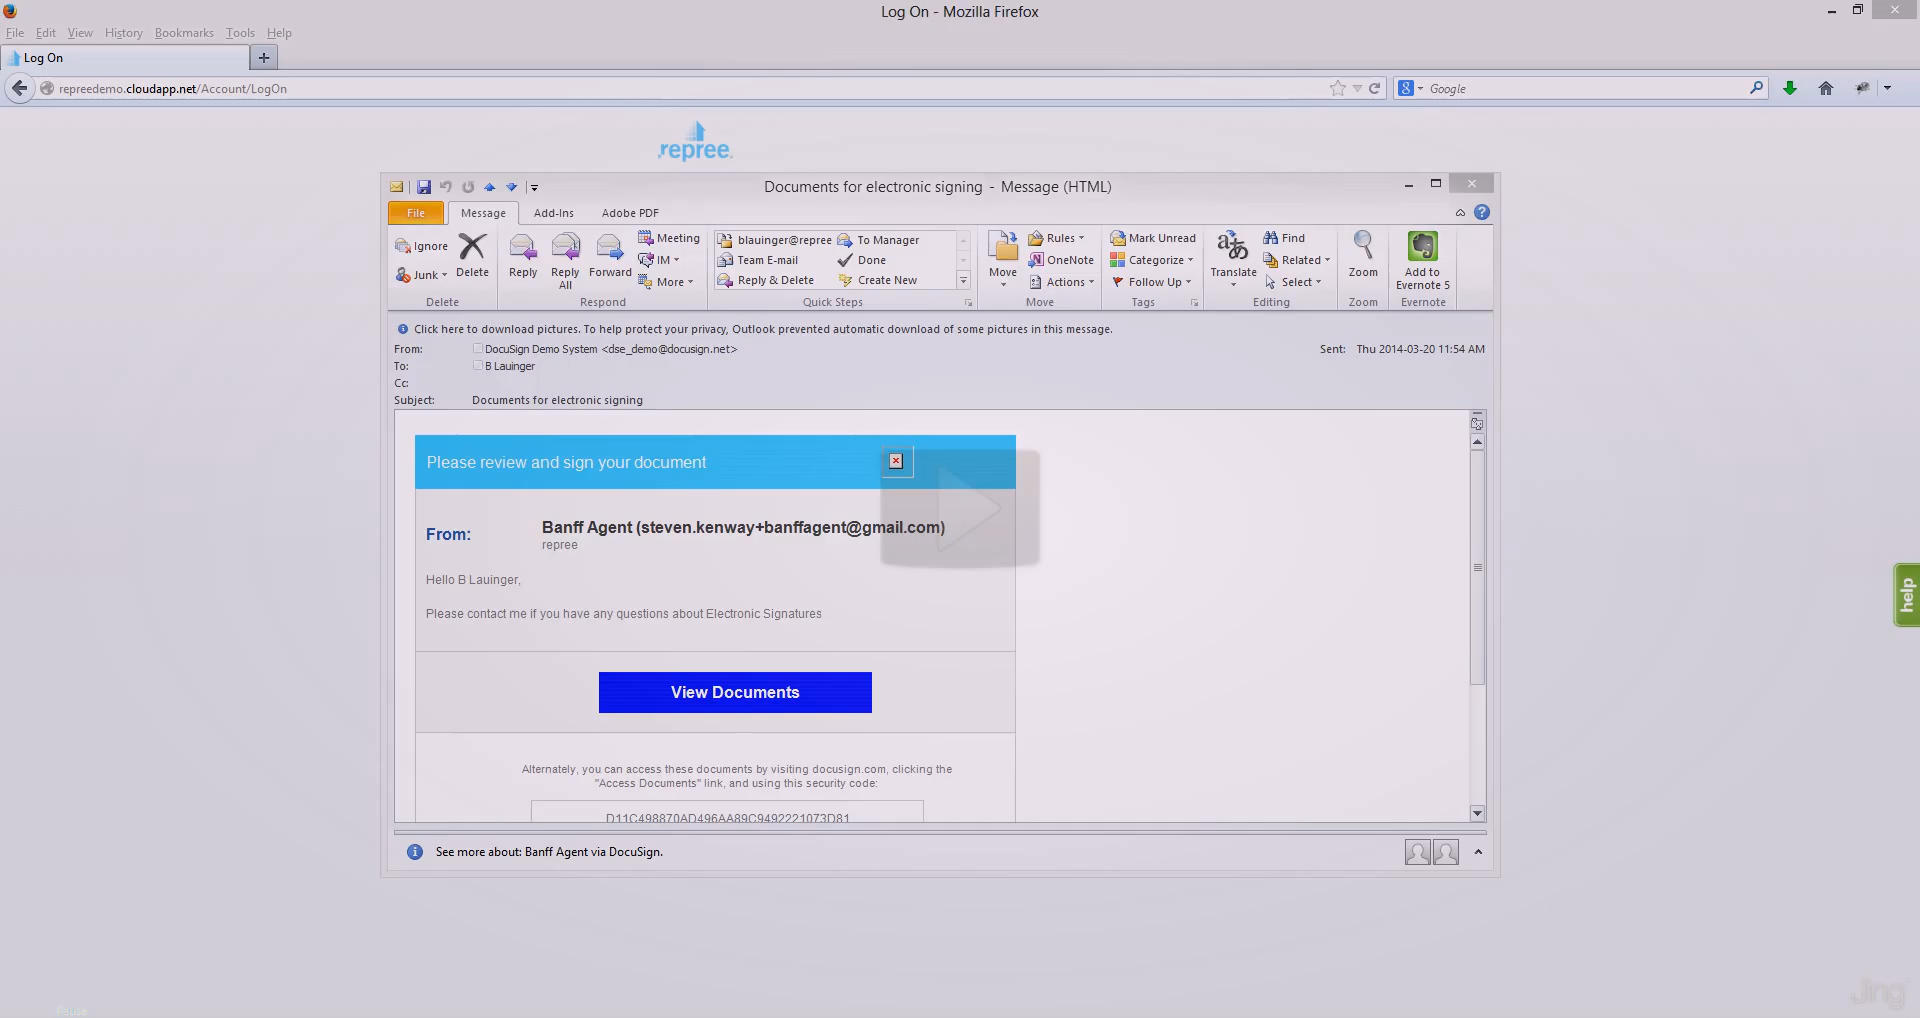 Log On - Mozilla Firefox
File Edit View History Bookmarks Tools Help
Log On
repreedemo.cloudapp.net/Account/LogOn
Google
repree
Documents for electronic signing - Message (HTML)
File Message Add-Ins Adobe PDF
Ignore
Junk
Delete
Delete
Reply
Reply All
Forward
Meeting
IM
More
Respond
blauinger@repree
To Manager
Team E-mail
Done
Reply & Delete
Create New
Quick Steps
Move
Rules
OneNote
Actions
Move
Mark Unread
Categorize
Follow Up
Tags
Translate
Find
Related
Select
Editing
Zoom
Zoom
Add to
Evernote 5
Evernote
Click here to download pictures. To help protect your privacy, Outlook prevented automatic download of some pictures in this message.
From: DocuSign Demo System <dse_demo@docusign.net>
Sent: Thu 2014-03-20 11:54 AM
To: B Lauinger
Cc:
Subject: Documents for electronic signing
Please review and sign your document
From: Banff Agent (steven.kenway+banffagent@gmail.com)
repree
Hello B Lauinger,
Please contact me if you have any questions about Electronic Signatures
View Documents
Alternately, you can access these documents by visiting docusign.com, clicking the
"Access Documents" link, and using this security code:
D11C498870AD496AA89C9492221073D81
See more about: Banff Agent via DocuSign.
help
Jing
Pause